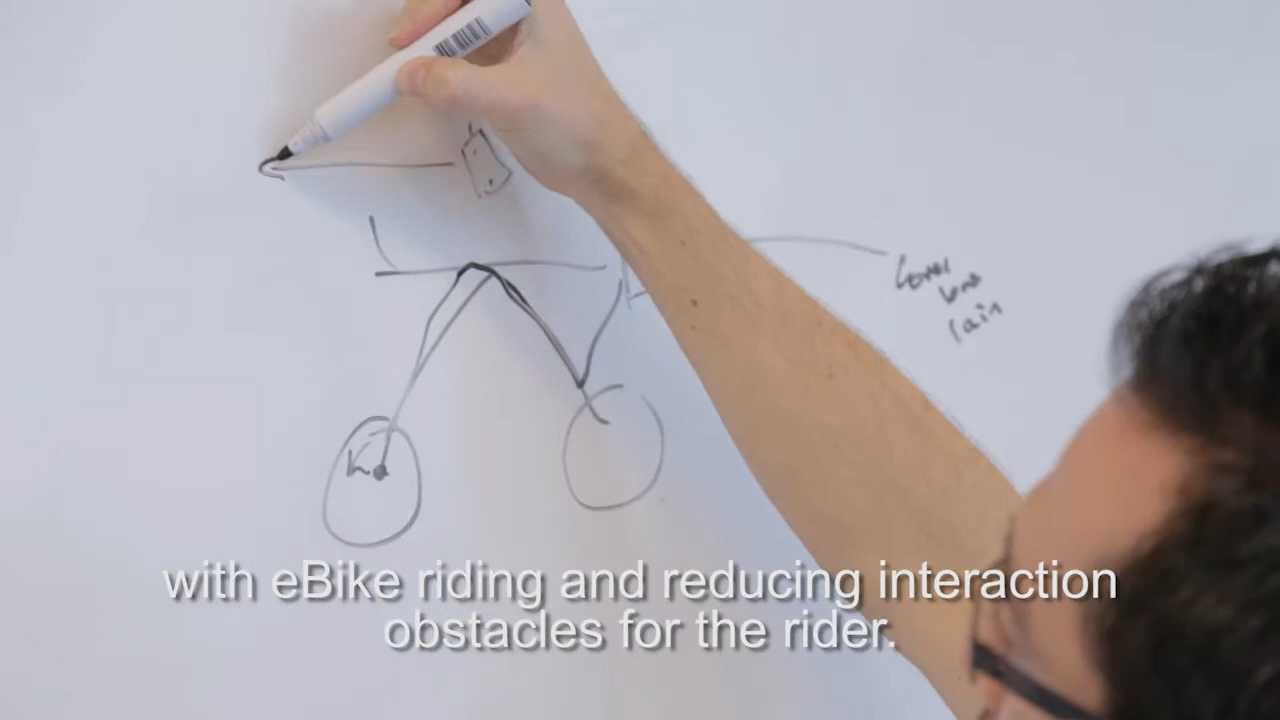 with eBike riding and reducing interaction
obstacles for the rider.